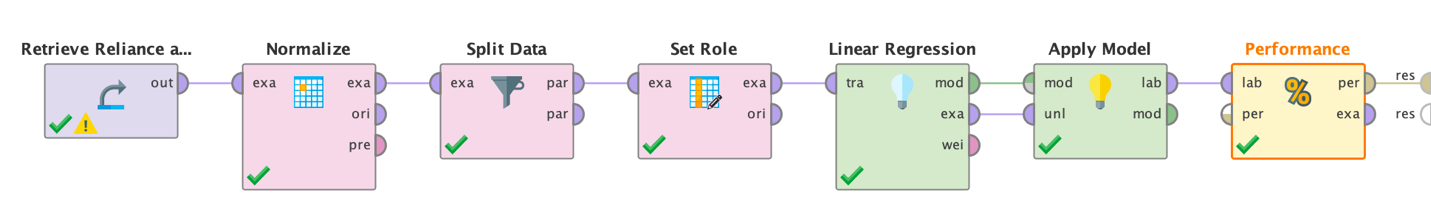 Retrieve Reliance a...
Normalize
Split Data
Set Role
Linear Regression
Apply Model
Performance
out
exa exa
ori
pre
exa par
par
exa exa
ori
tra mod
exa
wei
mod lab
unl mod
lab per
per exa
res
res
%